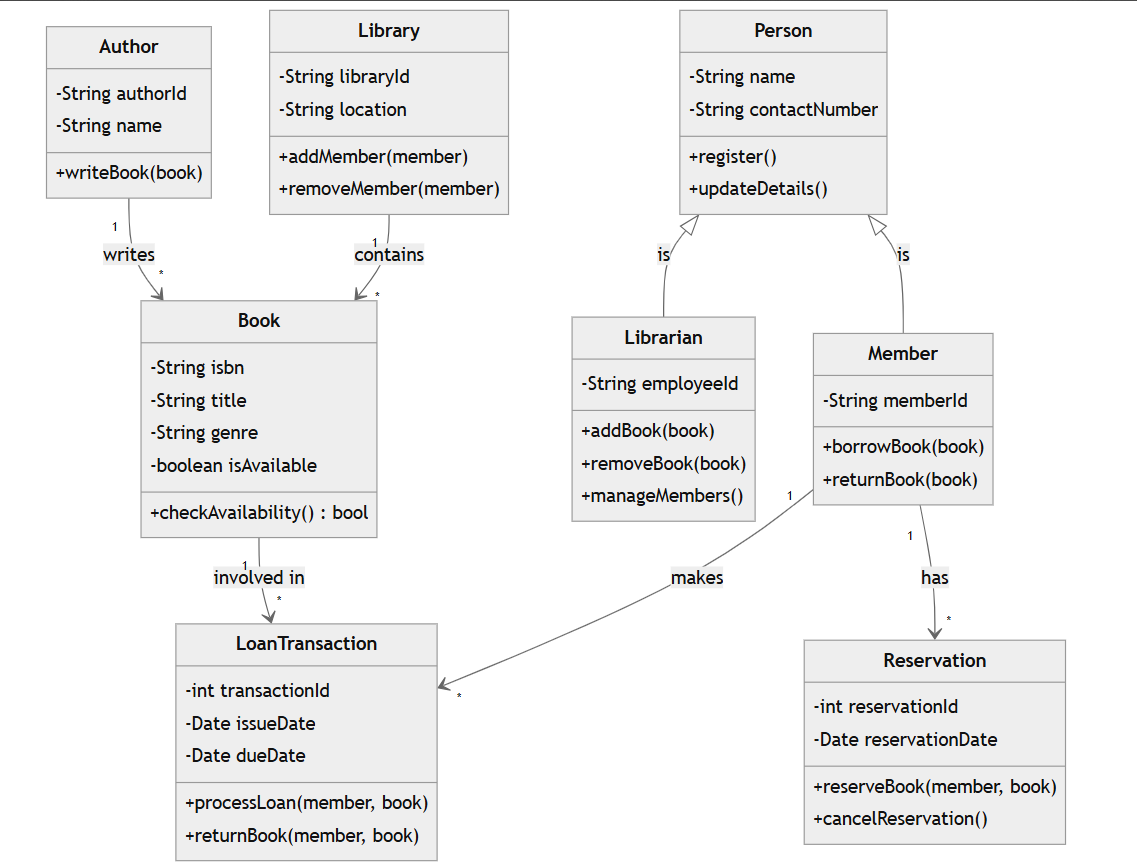 Author
-String authorId
-String name
+writeBook(book)
Library
-String libraryId
-String location
+addMember(member)
+removeMember(member)
Person
-String name
-String contactNumber
+register()
+updateDetails()
1
writes
*
1
contains
*
is
is
Book
-String isbn
-String title
-String genre
-boolean isAvailable
+checkAvailability() : bool
Librarian
-String employeeId
+addBook(book)
+removeBook(book)
+manageMembers()
Member
-String memberId
+borrowBook(book)
+returnBook(book)
1
involved in
*
1
makes
*
1
has
*
LoanTransaction
-int transactionId
-Date issueDate
-Date dueDate
+processLoan(member, book)
+returnBook(member, book)
Reservation
-int reservationId
-Date reservationDate
+reserveBook(member, book)
+cancelReservation()